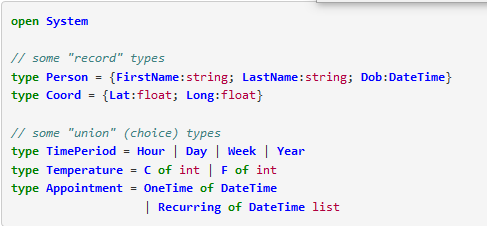 open System
// some "record" types
type Person = {FirstName:string; LastName:string; Dob:DateTime}
type Coord = {Lat:float; Long:float}
// some "union" (choice) types
type TimePeriod = Hour | Day | Week | Year
type Temperature = C of int | F of int
type Appointment = OneTime of DateTime
| Recurring of DateTime list